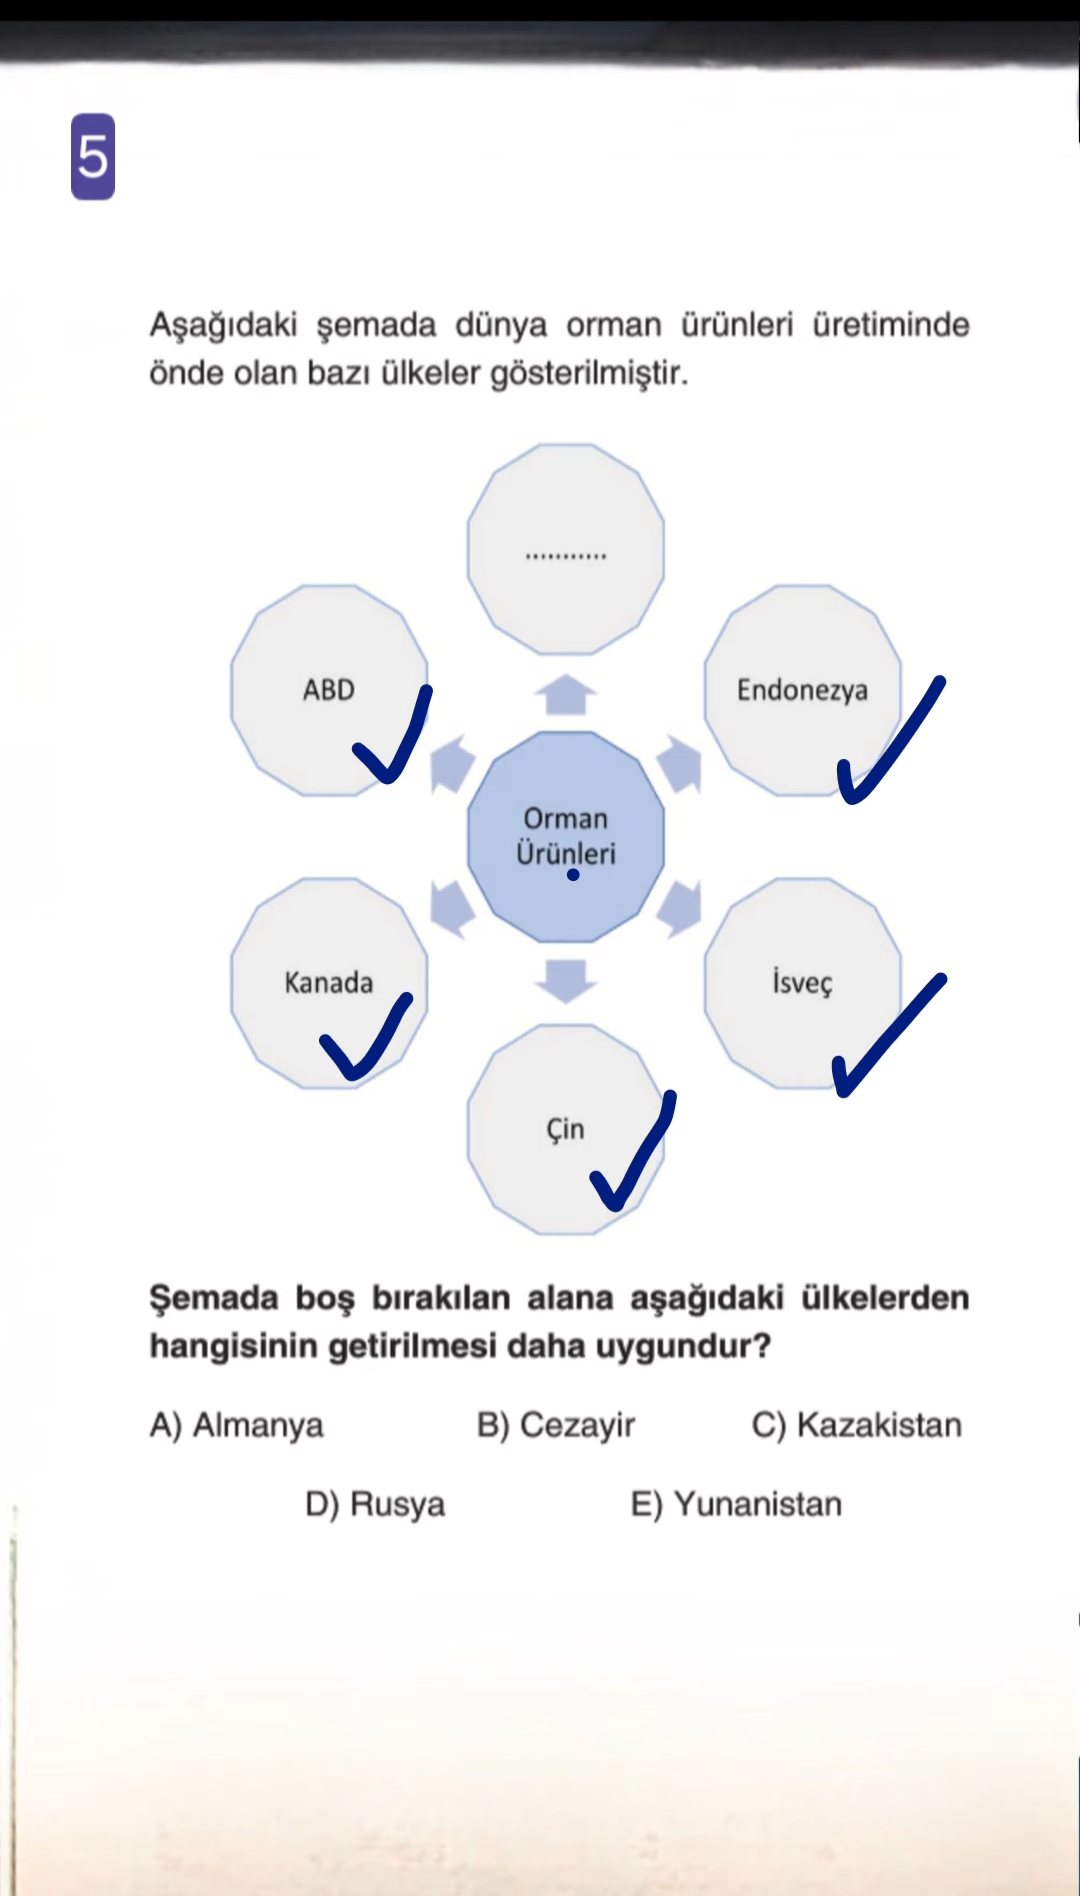 5
Aşağıdaki şemada dünya orman ürünleri üretiminde
önde olan bazı ülkeler gösterilmiştir.
...........
ABD
Endonezya
Orman
Ürünleri
Kanada
İsveç
Çin
Şemada boş bırakılan alana aşağıdaki ülkelerden
hangisinin getirilmesi daha uygundur?
A) Almanya B) Cezayir C) Kazakistan
D) Rusya E) Yunanistan